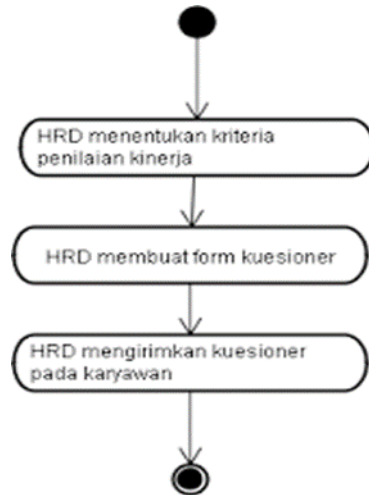 HRD menentukan kriteria
penilaian kinerja
HRD membuat form kuesioner
HRD mengirimkan kuesioner
pada karyawan